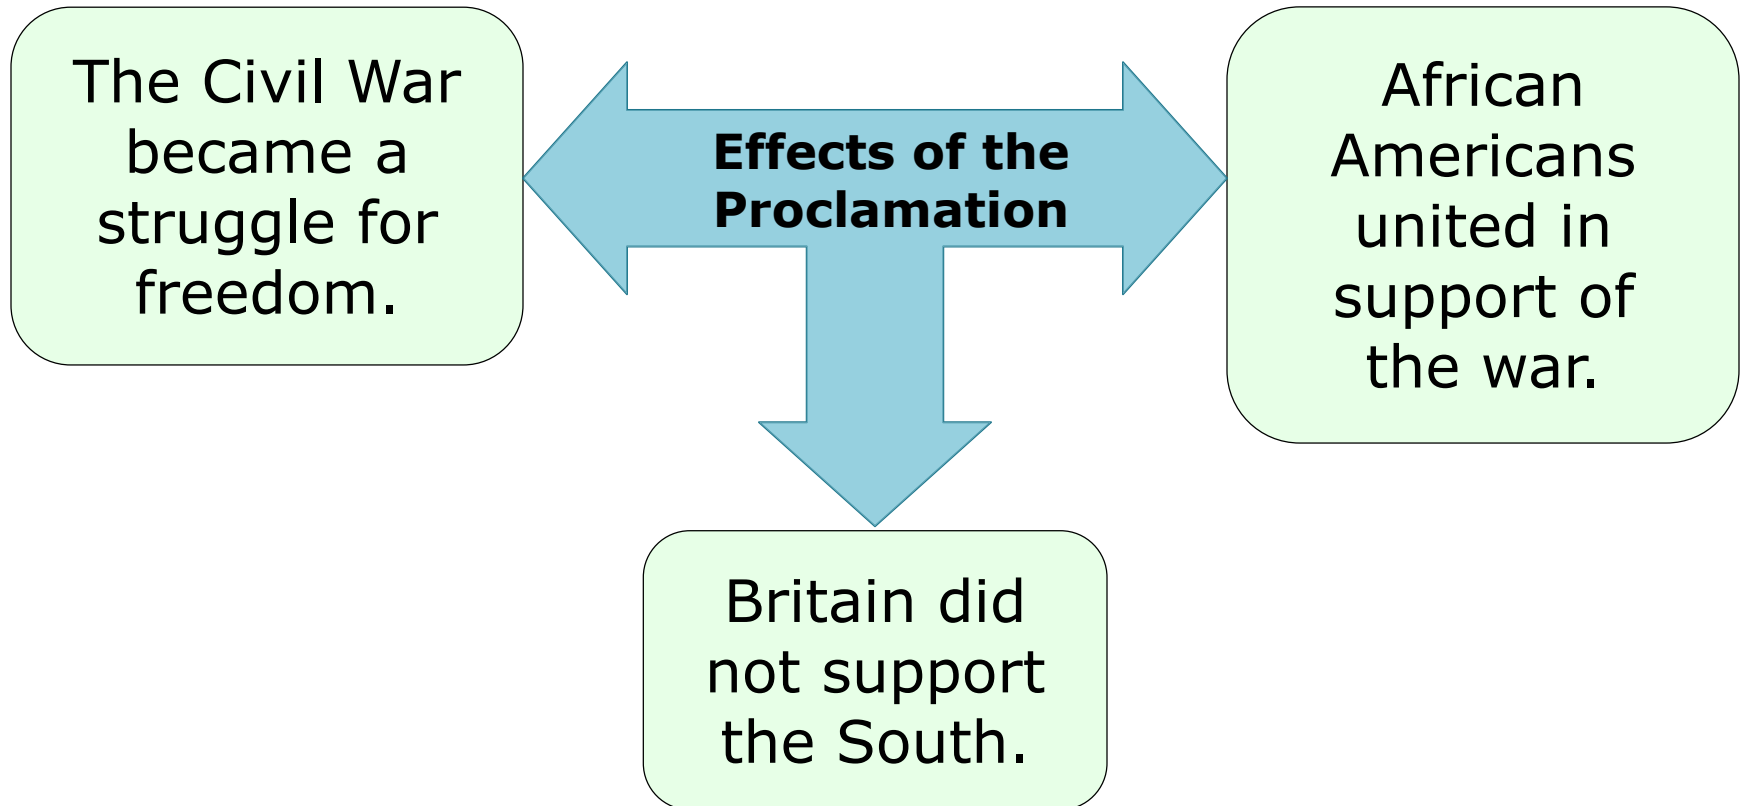 The Civil War
became a
struggle for
freedom.
Effects of the
Proclamation
African
Americans
united in
support of
the war.
Britain did
not support
the South.